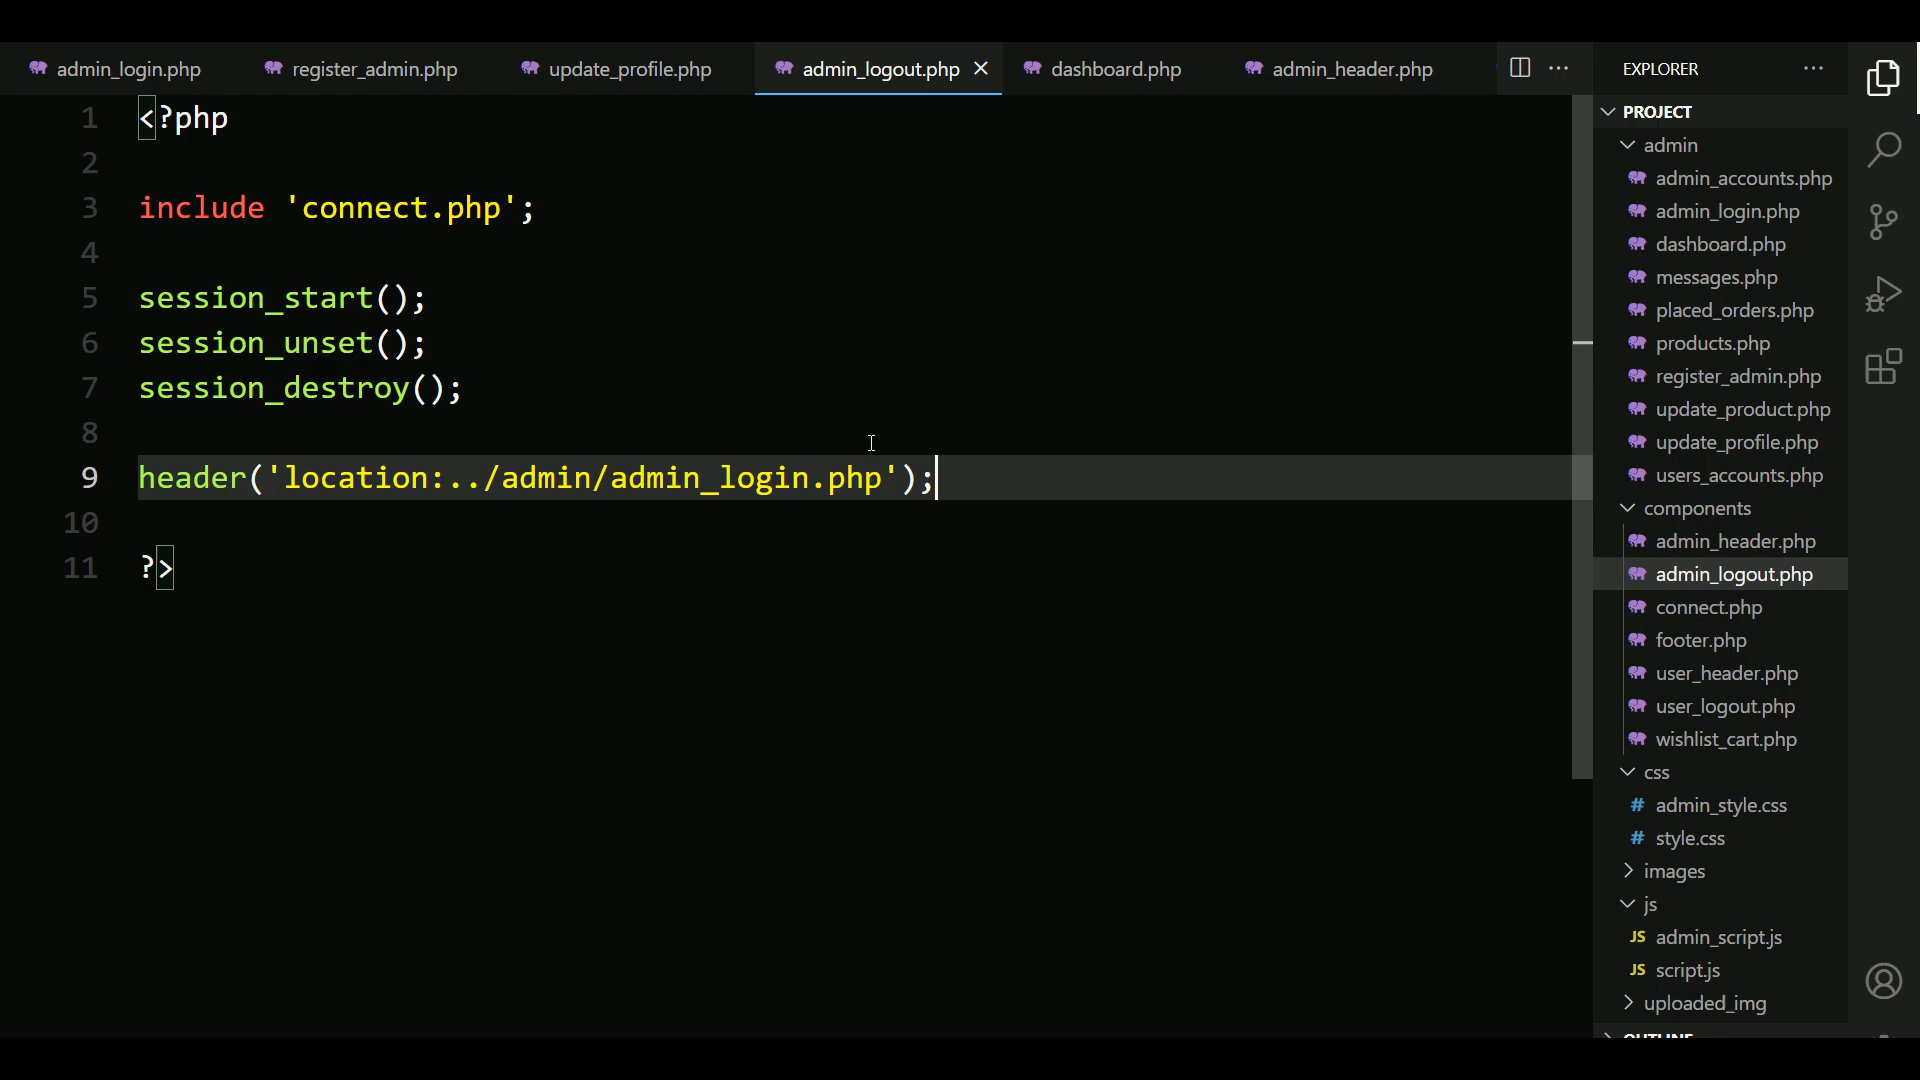 admin_login.php register_admin.php update_profile.php admin_logout.php dashboard.php admin_header.php
1 <?php
2
3 include 'connect.php';
4
5 session_start();
6 session_unset();
7 session_destroy();
8
9 header('location:../admin/admin_login.php');
10
11 ?>
EXPLORER
PROJECT
admin
admin_accounts.php
admin_login.php
dashboard.php
messages.php
placed_orders.php
products.php
register_admin.php
update_product.php
update_profile.php
users_accounts.php
components
admin_header.php
admin_logout.php
connect.php
footer.php
user_header.php
user_logout.php
wishlist_cart.php
css
# admin_style.css
# style.css
images
js
JS admin_script.js
JS script.js
uploaded_img
OUTLINE